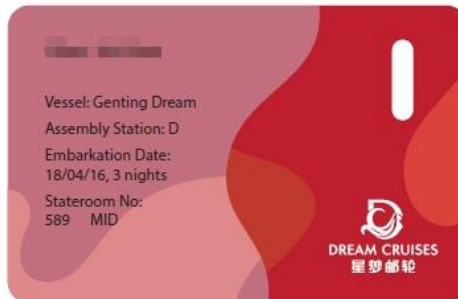 Vessel: Genting Dream
Assembly Station: D
Embarkation Date:
18/04/16, 3 nights
Stateroom No:
589 MID
DREAM CRUISES
星梦邮轮